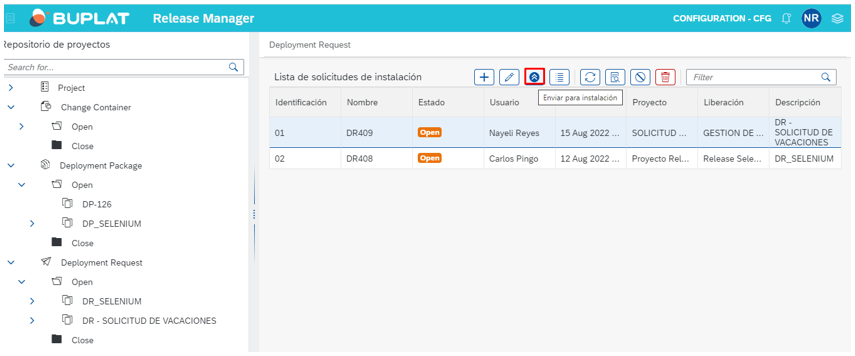 BUPLAT Release Manager CONFIGURATION - CFG NR
Repositorio de proyectos
Deployment Request
Search for...
Lista de solicitudes de instalación
Filter
Enviar para instalación
Project
Change Container
Open
Close
Deployment Package
Open
DP-126
DP_SELENIUM
Close
Deployment Request
Open
DR_SELENIUM
DR - SOLICITUD DE VACACIONES
Close
Identificación Nombre Estado Usuario Proyecto Liberación Descripción
01 DR409 Open Nayeli Reyes 15 Aug 2022 ... SOLICITUD ... GESTION DE ... DR -
SOLICITUD DE
VACACIONES
02 DR408 Open Carlos Pingo 12 Aug 2022 ... Proyecto Rel... Release Sele... DR_SELENIUM